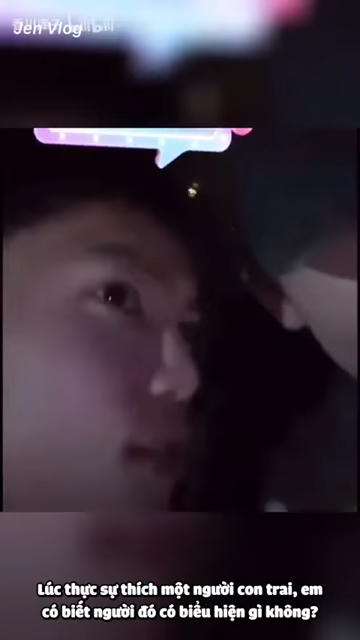 Jen Vlog
Lúc thực sự thích một người con trai, em
có biết người đó có biểu hiện gì không?